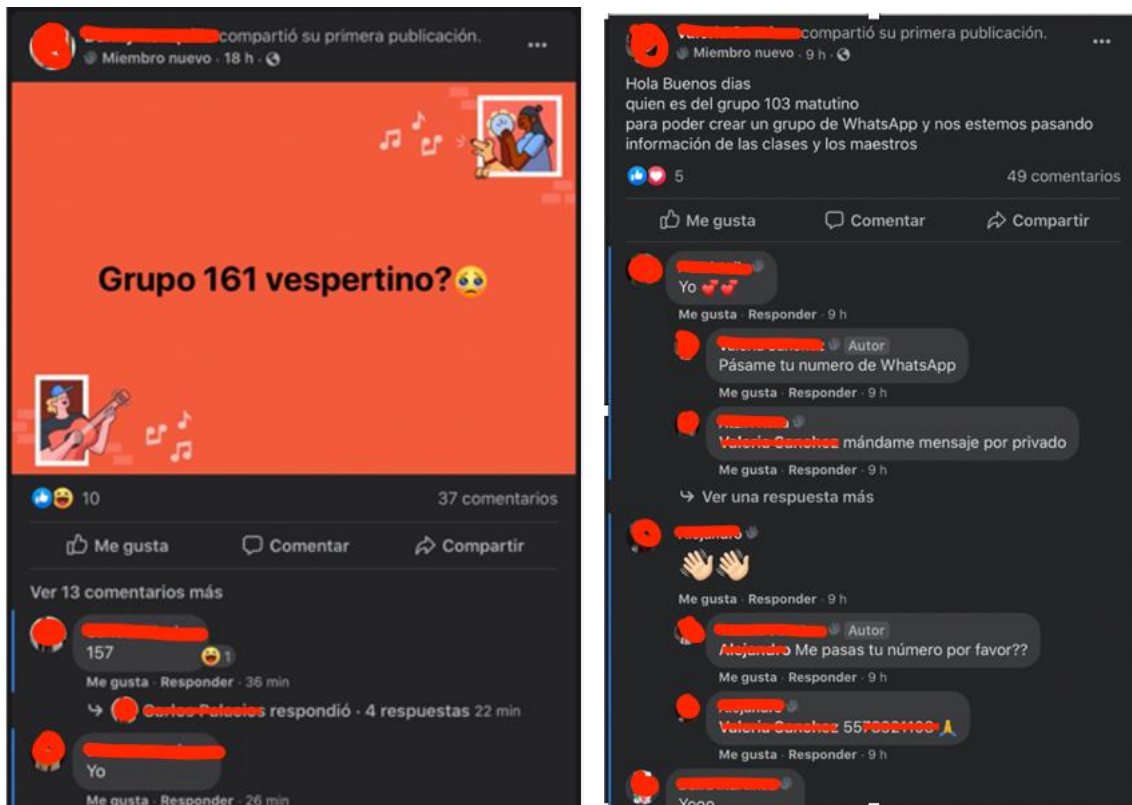 compartió su primera publicación.
Miembro nuevo · 18 h ·
Grupo 161 vespertino?🥺
10
37 comentarios
Me gusta Comentar Compartir
Ver 13 comentarios más
157
😆 1
Me gusta · Responder · 36 min
respondió · 4 respuestas 22 min
Yo
Me gusta · Responder · 26 min
compartió su primera publicación.
Miembro nuevo · 9 h ·
Hola Buenos dias
quien es del grupo 103 matutino
para poder crear un grupo de WhatsApp y nos estemos pasando
información de las clases y los maestros
5
49 comentarios
Me gusta Comentar Compartir
Yo 💕💕
Me gusta · Responder · 9 h
Autor
Pásame tu numero de WhatsApp
Me gusta · Responder · 9 h
mándame mensaje por privado
Me gusta · Responder · 9 h
Ver una respuesta más
👋🏻👋🏻
Me gusta · Responder · 9 h
Autor
Me pasas tu número por favor??
Me gusta · Responder · 9 h
🙏
Me gusta · Responder · 9 h